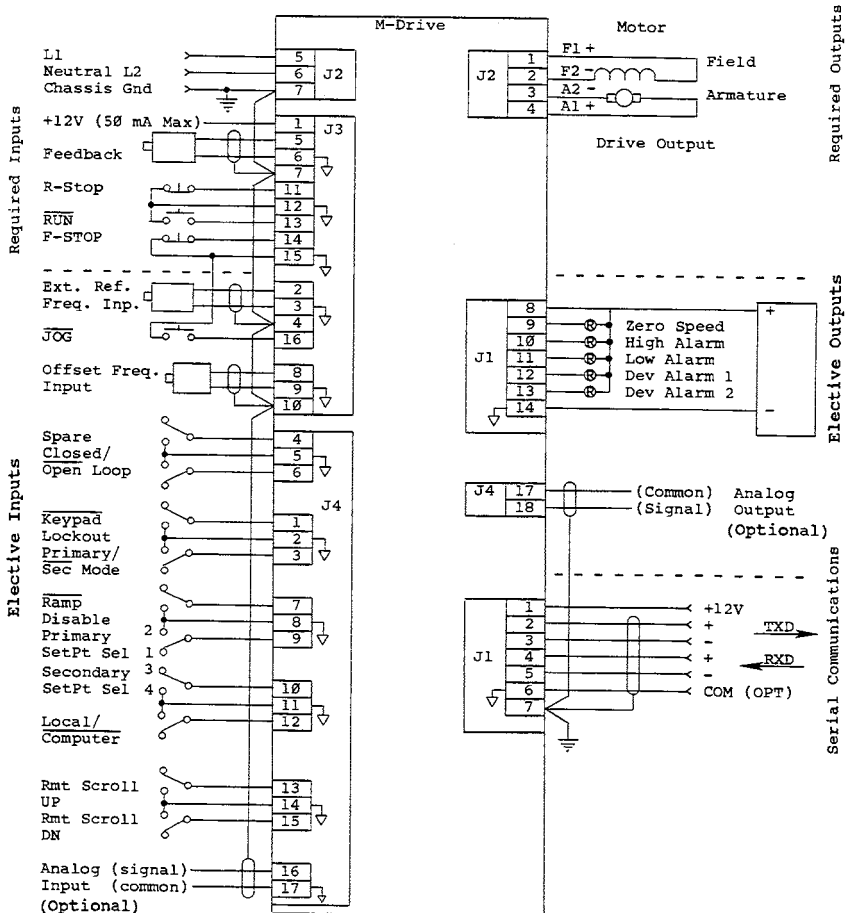 M-Drive
Required Inputs
L1
Neutral L2
Chassis Gnd
5
6
7
J2
+12V (50 mA Max)
Feedback
R-Stop
RUN
F-STOP
1
5
6
7
11
12
13
14
15
J3
Ext. Ref.
Freq. Inp.
JOG
2
3
4
16
Offset Freq.
Input
8
9
10
Elective Inputs
Spare
Closed/
Open Loop
4
5
6
J4
Keypad
Lockout
Primary/
Sec Mode
1
2
3
Ramp
Disable
Primary 2
SetPt Sel 1
7
8
9
Secondary 3
SetPt Sel 4
Local/
Computer
10
11
12
Rmt Scroll
UP
Rmt Scroll
DN
13
14
15
Analog (signal)
Input (common)
(Optional)
16
17
Motor
Required Outputs
J2
1
2
3
4
F1 +
F2 -
A2 -
A1 +
Field
Armature
Drive Output
Elective Outputs
J1
8
9
10
11
12
13
14
R
R
R
R
R
Zero Speed
High Alarm
Low Alarm
Dev Alarm 1
Dev Alarm 2
+
-
J4
17
18
(Common) Analog
(Signal) Output
(Optional)
Serial Communications
J1
1
2
3
4
5
6
7
+12V
+
-
TXD
+
-
RXD
COM (OPT)